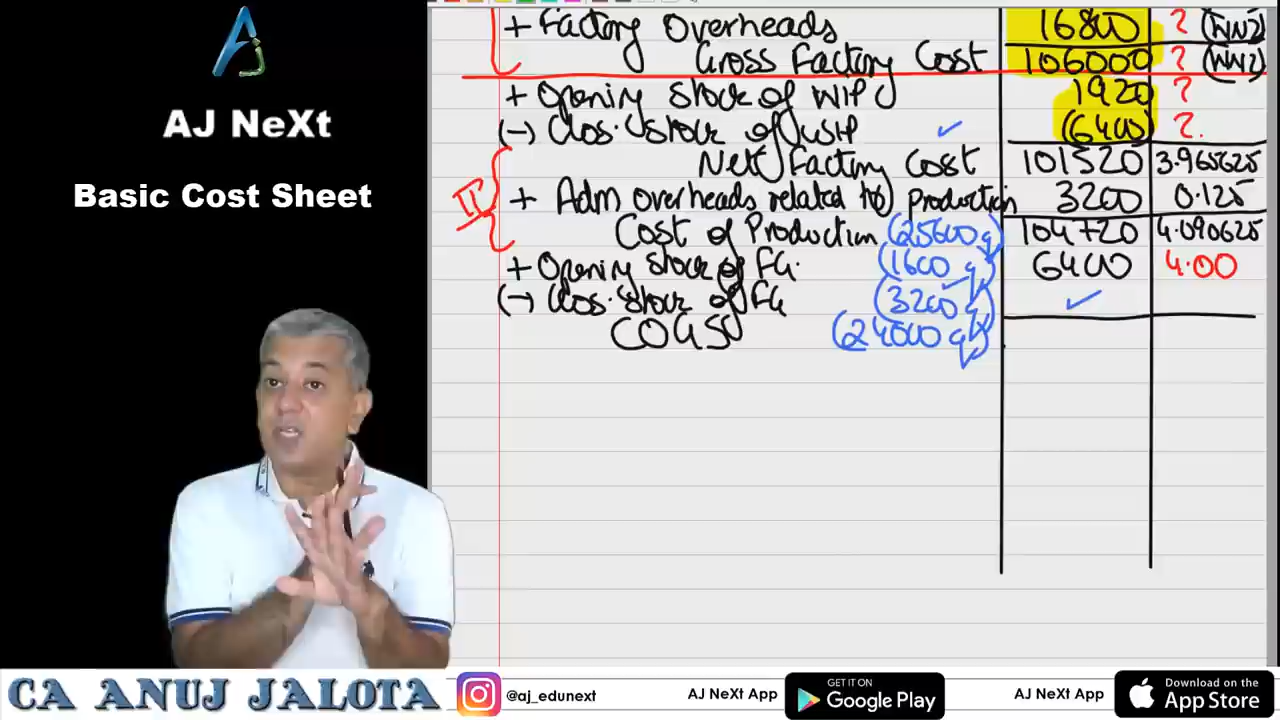 AJ NeXt
Basic Cost Sheet
+ Factory Overheads 16800 ? (WN2)
Gross Factory Cost 106000 ? (WN2)
+ Opening stock of WIP 1920 ?
(-) Clos. stock of WIP ✓ (6400) ?
Nett Factory Cost 101520 3.965625
II + Adm overheads related to production 3200 0.125
Cost of Production (25600 q) 104720 4.090625
+ Opening stock of FG. (1600 q) 6400 4.00
(-) Clos. stock of FG (3200 q) ✓
COGS (24000 q)
CA ANUJ JALOTA
@aj_edunext
AJ NeXt App
GET IT ON
Google Play
AJ NeXt App
Download on the
App Store